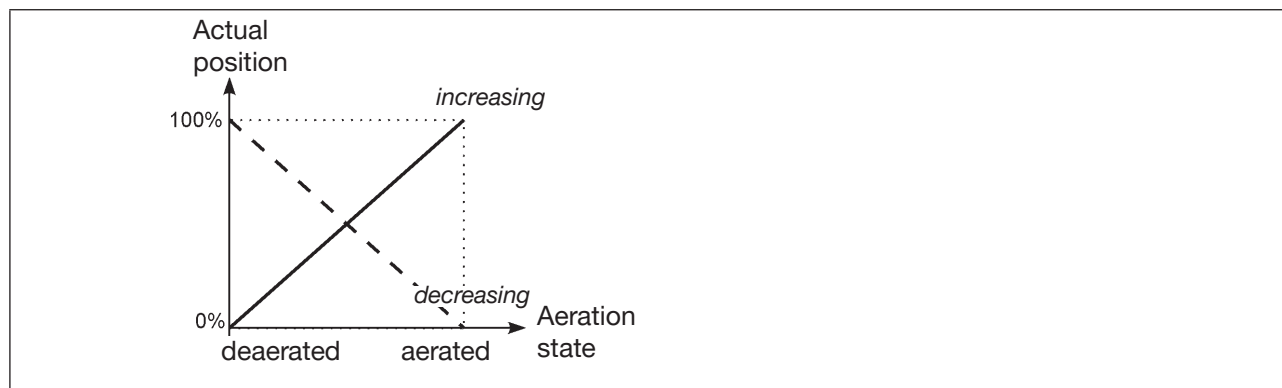 Actual
position
increasing
100%
decreasing
0%
Aeration
state
deaerated
aerated